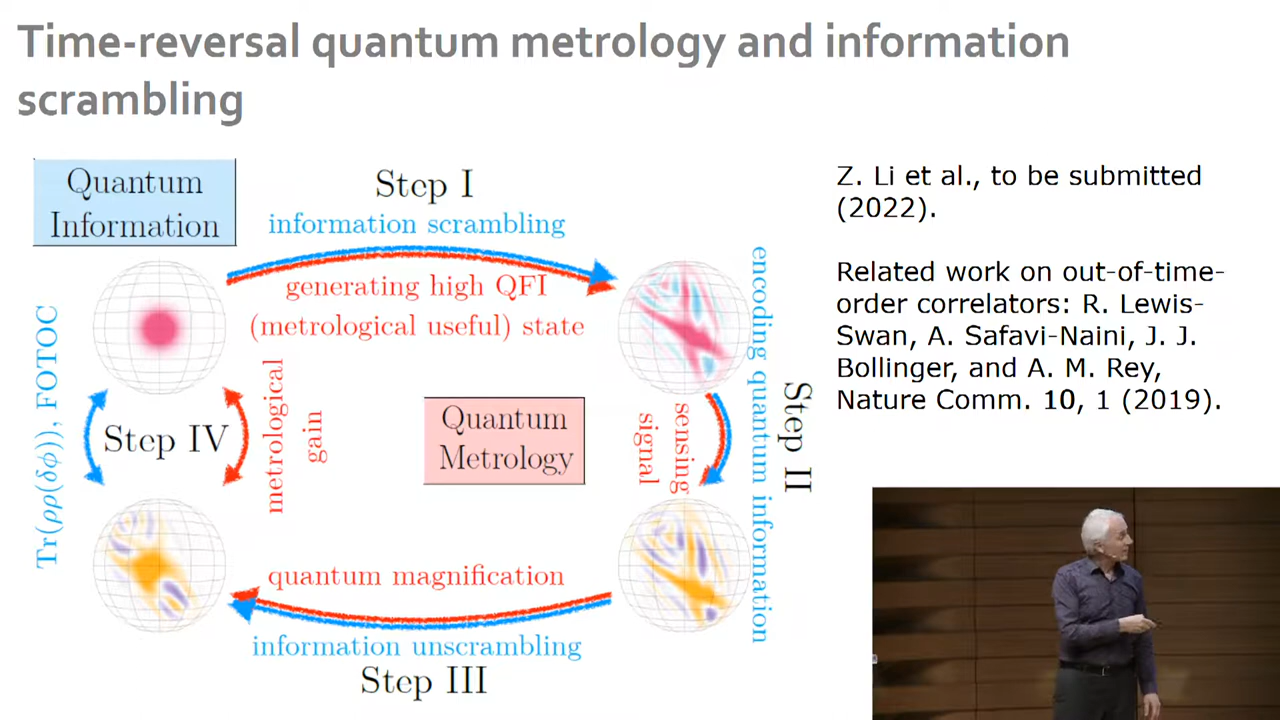 Time-reversal quantum metrology and information
scrambling
Quantum
Information
Step I
information scrambling
generating high QFI
(metrological useful) state
encoding quantum information
Step II
sensing
signal
Quantum
Metrology
metrological
gain
Step IV
Tr(ρρ(δϕ)), FOTOC
quantum magnification
information unscrambling
Step III
Z. Li et al., to be submitted
(2022).
Related work on out-of-time-
order correlators: R. Lewis-
Swan, A. Safavi-Naini, J. J.
Bollinger, and A. M. Rey,
Nature Comm. 10, 1 (2019).